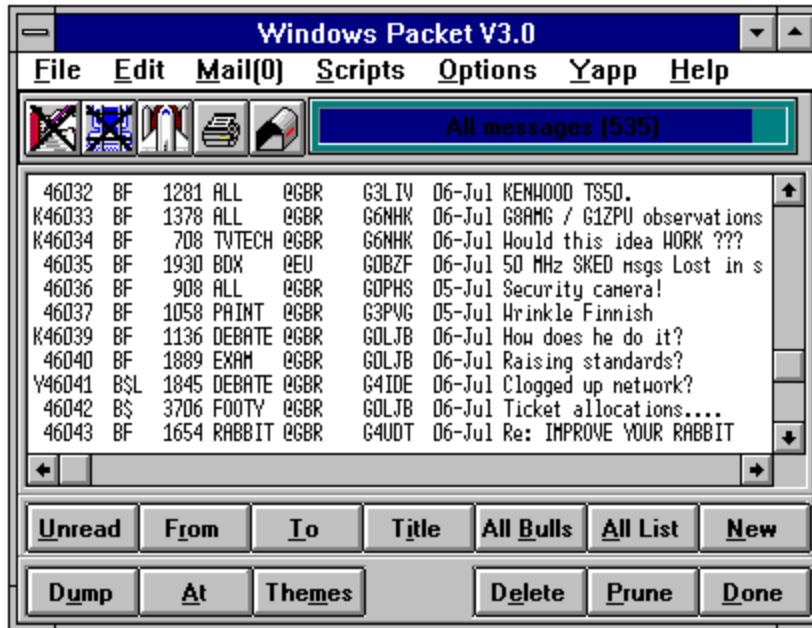 Windows Packet V3.0
File Edit Mail(0) Scripts Options Yapp Help
All messages (535)
46032 BF 1281 ALL @GBR G3LIV 06-Jul KENWOOD TS50.
K46033 BF 1378 ALL @GBR G6NHK 06-Jul G8AMG / G1ZPU observations
K46034 BF 708 TVTECH @GBR G6NHK 06-Jul Would this idea WORK ???
46035 BF 1930 BDX @EU G0BZF 06-Jul 50 MHz SKED msgs Lost in s
46036 BF 908 ALL @GBR G0PHS 05-Jul Security camera!
46037 BF 1058 PAINT @GBR G3PVG 05-Jul Wrinkle Finnish
K46039 BF 1136 DEBATE @GBR G0LJB 06-Jul How does he do it?
46040 BF 1889 EXAM @GBR G0LJB 06-Jul Raising standards?
Y46041 B$L 1845 DEBATE @GBR G4IDE 06-Jul Clogged up network?
46042 B$ 3706 FOOTY @GBR G0LJB 06-Jul Ticket allocations....
46043 BF 1654 RABBIT @GBR G4UDT 06-Jul Re: IMPROVE YOUR RABBIT
Unread From To Title All Bulls All List New
Dump At Themes Delete Prune Done